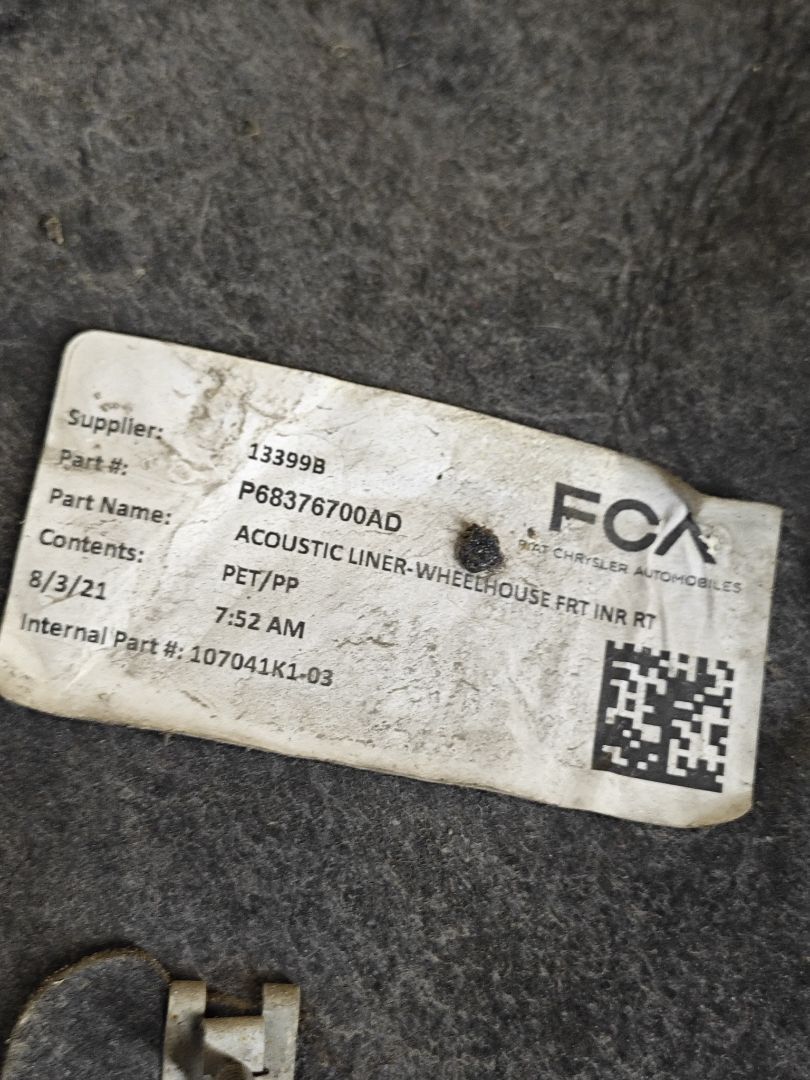 Supplier: 13399B
Part #: P68376700AD
Part Name: ACOUSTIC LINER-WHEELHOUSE FRT INR RT
Contents: PET/PP
8/3/21 7:52 AM
Internal Part #: 107041K1-03
FCA
FIAT CHRYSLER AUTOMOBILES